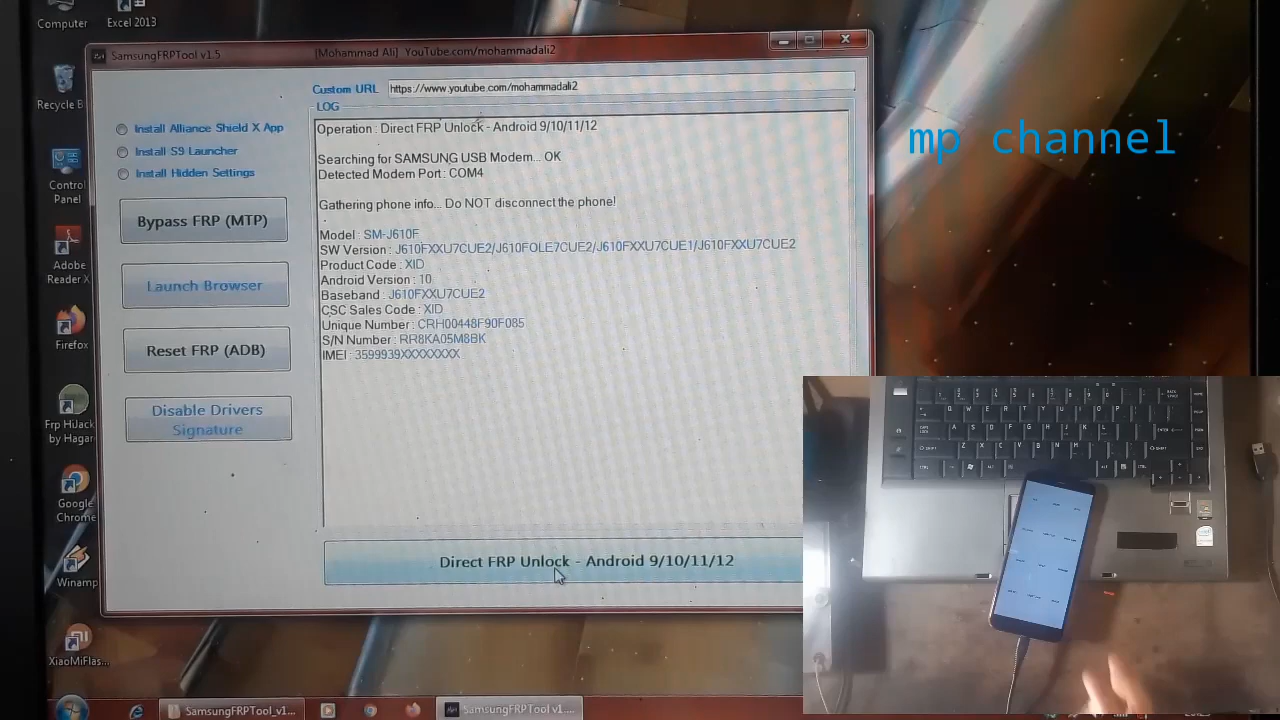 Computer
Excel 2013
SamsungFRPTool v1.5
[Mohammad Ali] YouTube.com/mohammadali2
Custom URL
https://www.youtube.com/mohammadali2
LOG
Recycle B
Control
Panel
Adobe
Reader X
Firefox
Frp HiJack
by Hagar
Google
Chrome
Winamp
XiaoMiFlas...
Install Alliance Shield X App
Install S9 Launcher
Install Hidden Settings
Bypass FRP (MTP)
Launch Browser
Reset FRP (ADB)
Disable Drivers
Signature
Operation : Direct FRP Unlock - Android 9/10/11/12
Searching for SAMSUNG USB Modem... OK
Detected Modem Port : COM4
Gathering phone info... Do NOT disconnect the phone!
Model : SM-J610F
SW Version : J610FXXU7CUE2/J610FOLE7CUE2/J610FXXU7CUE1/J610FXXU7CUE2
Product Code : XID
Android Version : 10
Baseband : J610FXXU7CUE2
CSC Sales Code : XID
Unique Number : CRH00448F90F085
S/N Number : RR8KA05M8BK
IMEI : 3599939XXXXXXXX
Direct FRP Unlock - Android 9/10/11/12
SamsungFRPTool_v1...
SamsungFRPTool v1....
mp channel